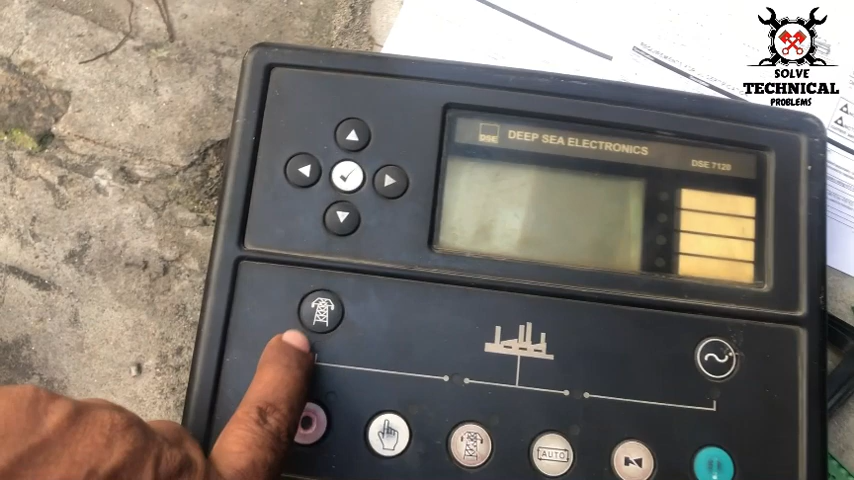 SOLVE
TECHNICAL
PROBLEMS
DSE
DEEP SEA ELECTRONICS
DSE 7120
AUTO